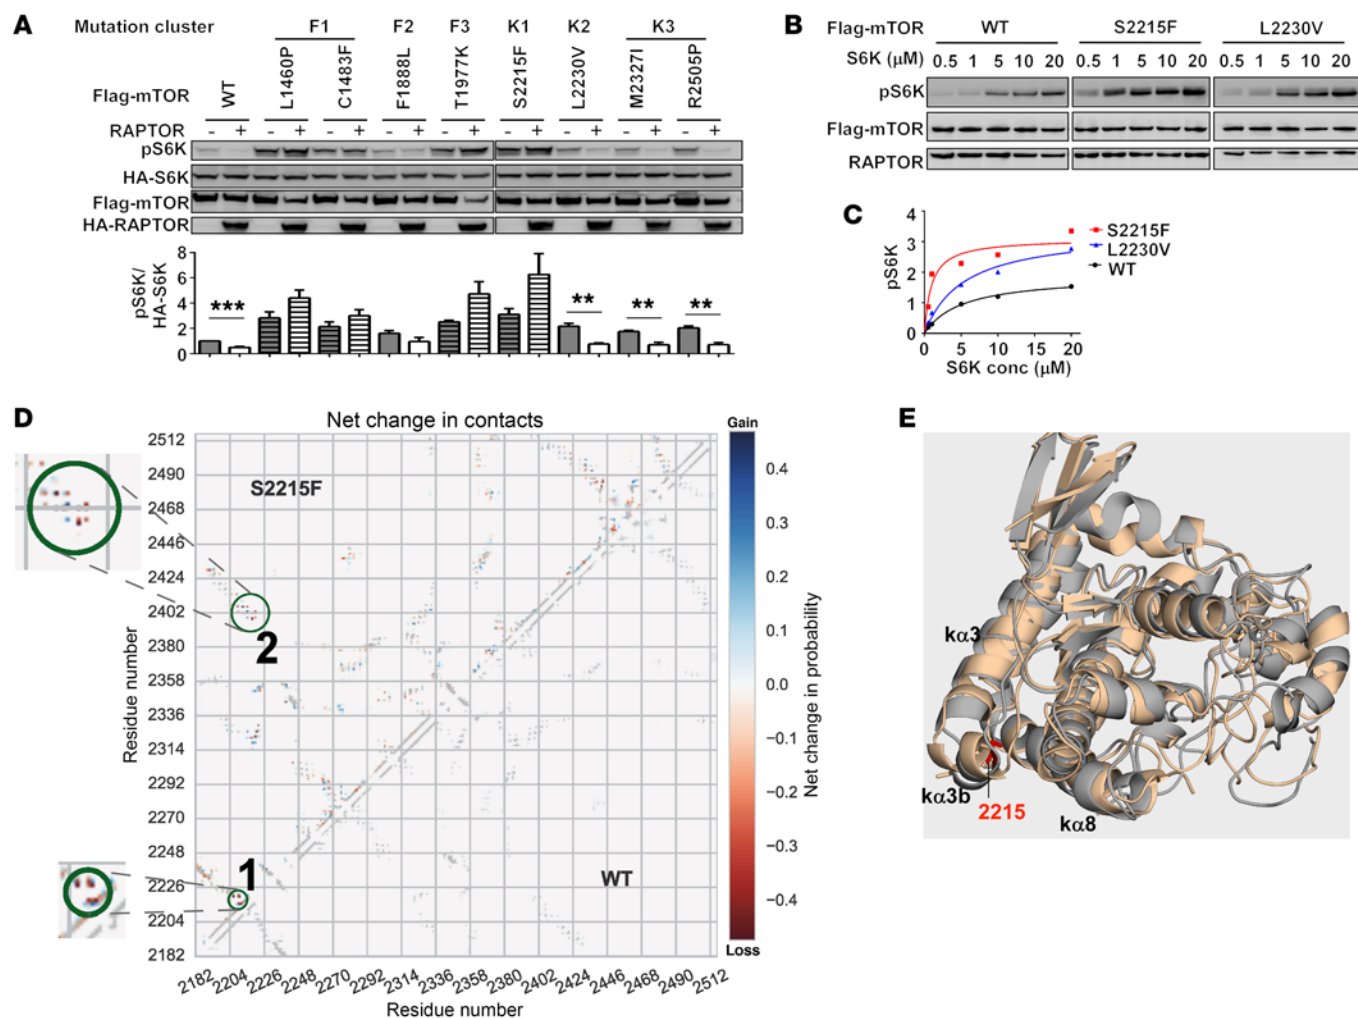 A
Mutation cluster F1 F2 F3 K1 K2 K3
Flag-mTOR WT L1460P C1483F F1888L T1977K S2215F L2230V M2327I R2505P
RAPTOR - + - + - + - + - + - + - + - + - +
pS6K
HA-S6K
Flag-mTOR
HA-RAPTOR
pS6K/
HA-S6K
8
6
4
2
0
*** ** ** **
B
Flag-mTOR WT S2215F L2230V
S6K (μM) 0.5 1 5 10 20 0.5 1 5 10 20 0.5 1 5 10 20
pS6K
Flag-mTOR
RAPTOR
C
pS6K
4
3
2
1
0
0 5 10 15 20
S6K conc (μM)
S2215F
L2230V
WT
D
Net change in contacts
Residue number
2512
2490
2468
2446
2424
2402
2380
2358
2336
2314
2292
2270
2248
2226
2204
2182
2182 2204 2226 2248 2270 2292 2314 2336 2358 2380 2402 2424 2446 2468 2490 2512
Residue number
S2215F
WT
2
1
Gain
0.4
0.3
0.2
0.1
0.0
−0.1
−0.2
−0.3
−0.4
Loss
Net change in probability
E
kα3
kα3b
2215
kα8